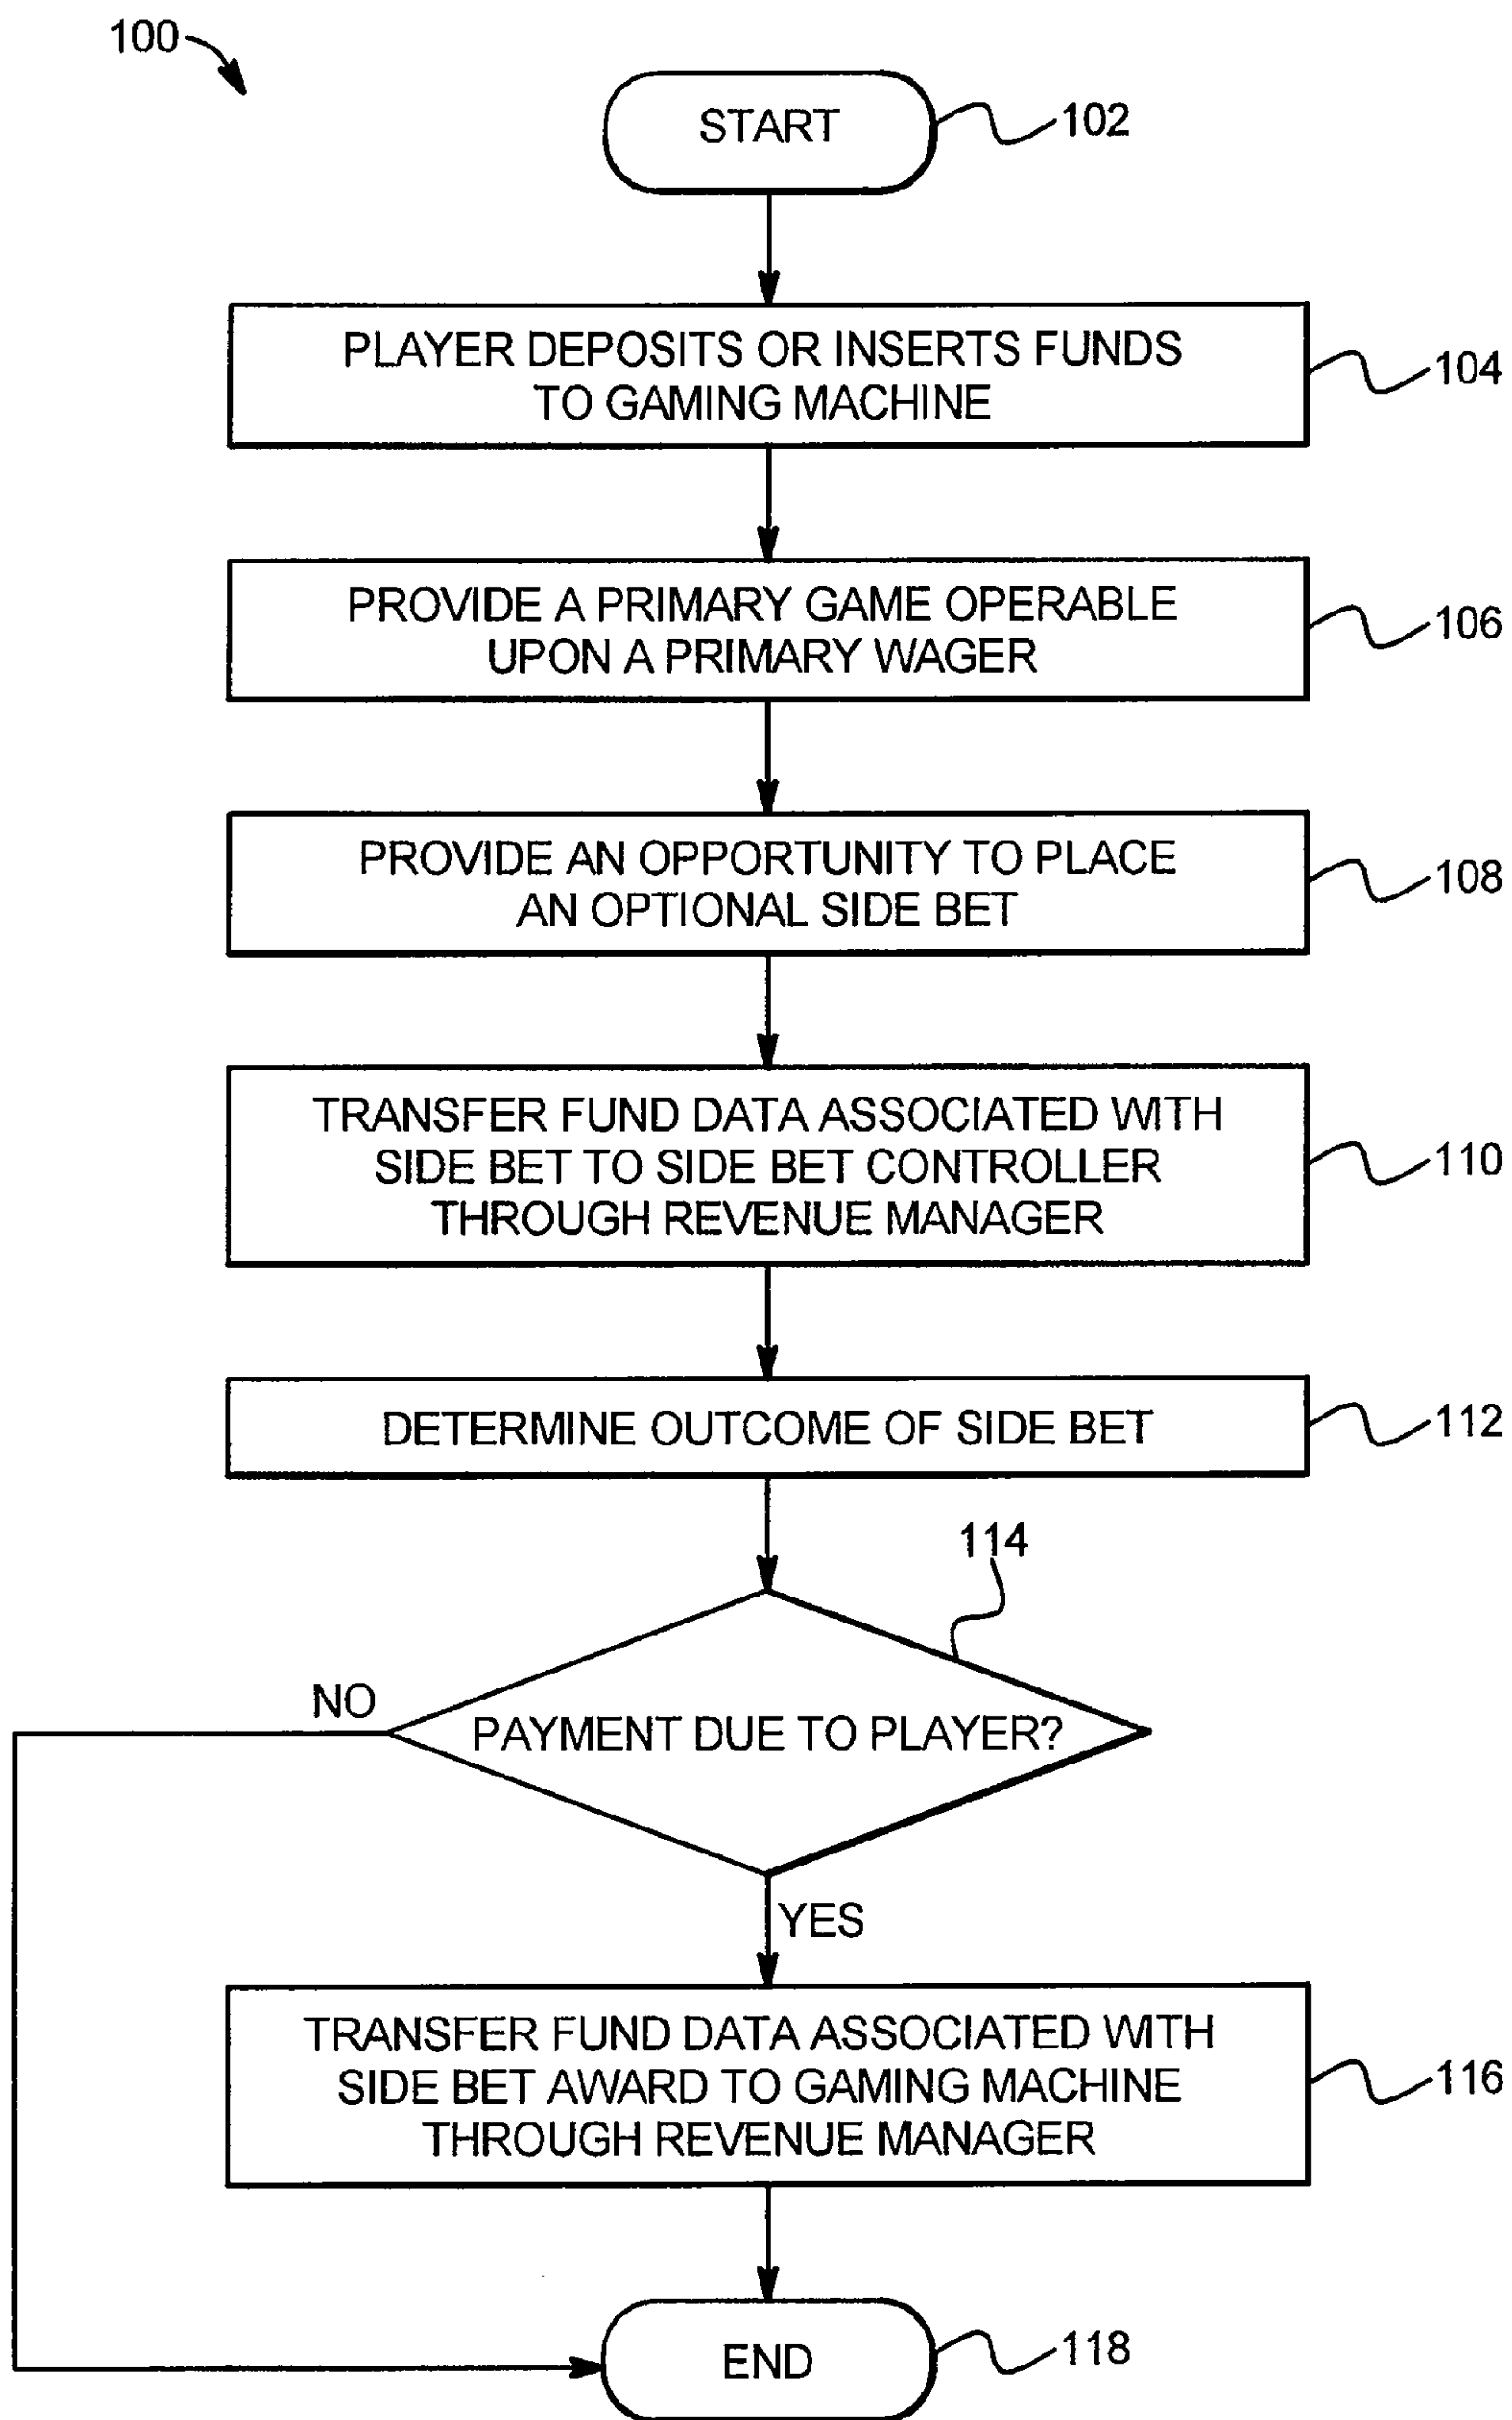 100
START
102
PLAYER DEPOSITS OR INSERTS FUNDS
TO GAMING MACHINE
104
PROVIDE A PRIMARY GAME OPERABLE
UPON A PRIMARY WAGER
106
PROVIDE AN OPPORTUNITY TO PLACE
AN OPTIONAL SIDE BET
108
TRANSFER FUND DATA ASSOCIATED WITH
SIDE BET TO SIDE BET CONTROLLER
THROUGH REVENUE MANAGER
110
DETERMINE OUTCOME OF SIDE BET
112
114
NO
PAYMENT DUE TO PLAYER?
YES
TRANSFER FUND DATA ASSOCIATED WITH
SIDE BET AWARD TO GAMING MACHINE
THROUGH REVENUE MANAGER
116
END
118